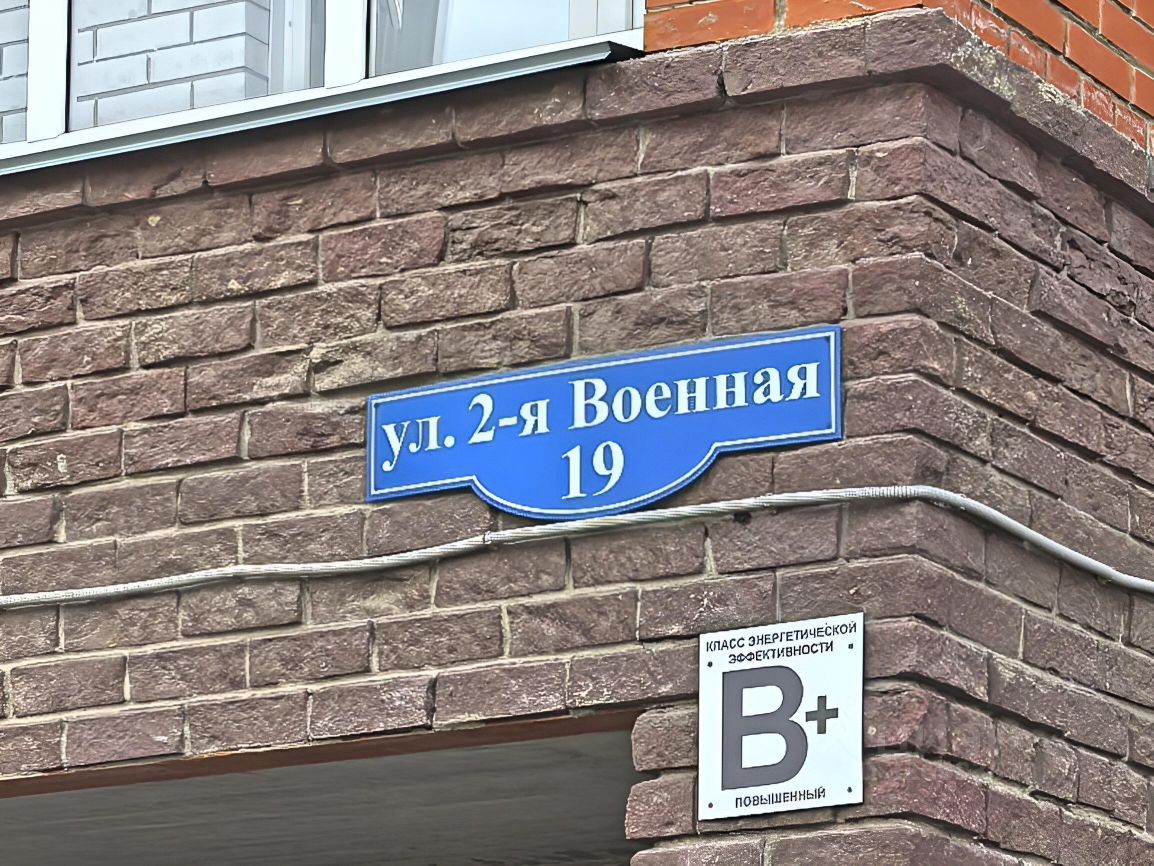 ул. 2-я Военная
19
КЛАСС ЭНЕРГЕТИЧЕСКОЙ
ЭФФЕКТИВНОСТИ
B+
ПОВЫШЕННЫЙ